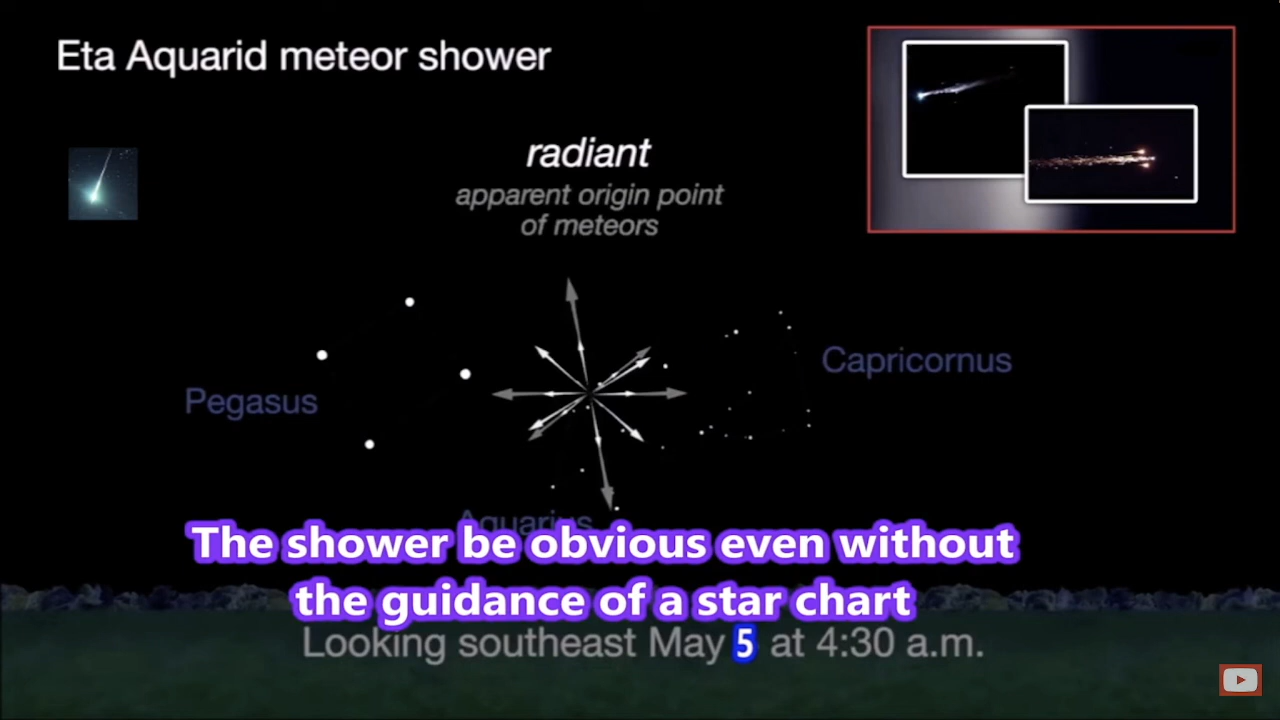 Eta Aquarid meteor shower
radiant
apparent origin point
of meteors
Capricornus
Pegasus
Aquarius
The shower be obvious even without
the guidance of a star chart
Looking southeast May 5 at 4:30 a.m.